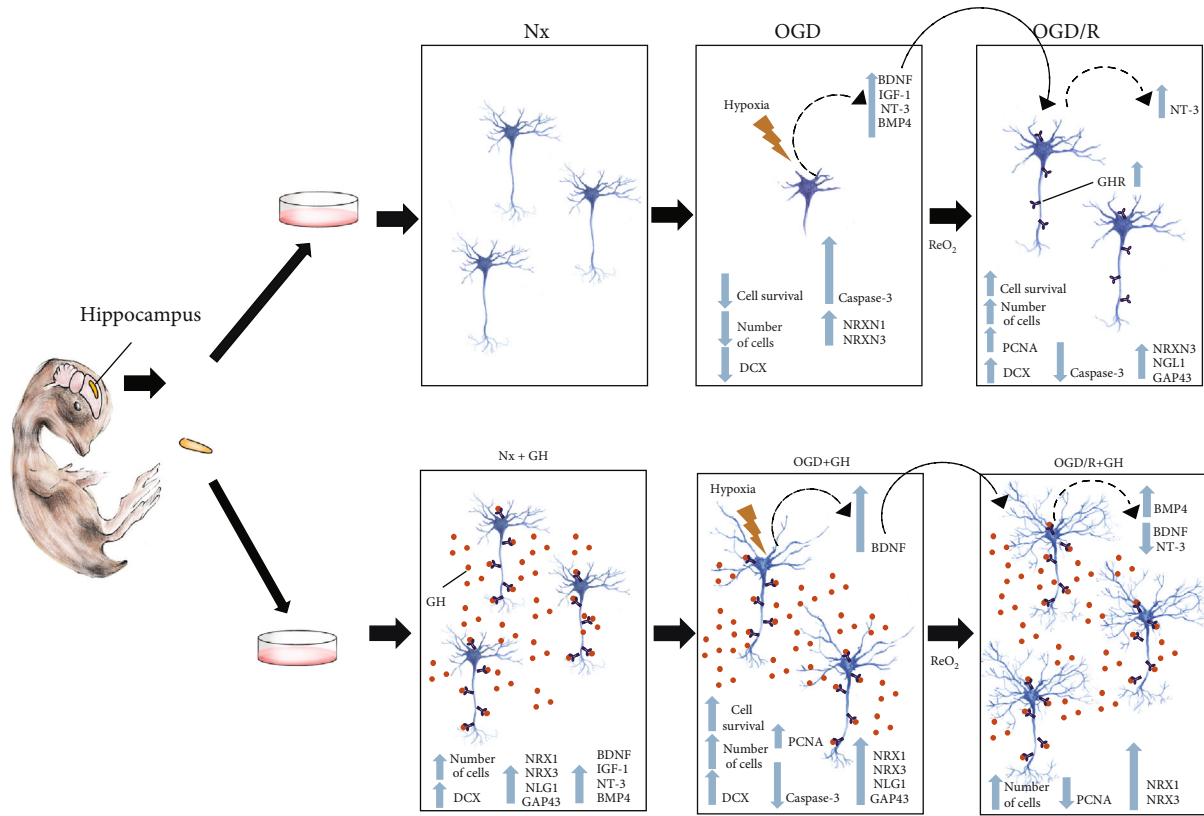 Nx
OGD
OGD/R
Hippocampus
Hypoxia
BDNF
IGF-1
NT-3
BMP4
Cell survival
Number
of cells
DCX
Caspase-3
NRXN1
NRXN3
ReO2
NT-3
GHR
Cell survival
Number
of cells
PCNA
DCX
Caspase-3
NRXN3
NGL1
GAP43
Nx + GH
OGD+GH
OGD/R+GH
GH
Number
of cells
DCX
NRX1
NRX3
NLG1
GAP43
BDNF
IGF-1
NT-3
BMP4
Hypoxia
BDNF
Cell
survival
Number
of cells
DCX
PCNA
Caspase-3
NRX1
NRX3
NLG1
GAP43
ReO2
BMP4
BDNF
NT-3
Number
of cells
PCNA
NRX1
NRX3